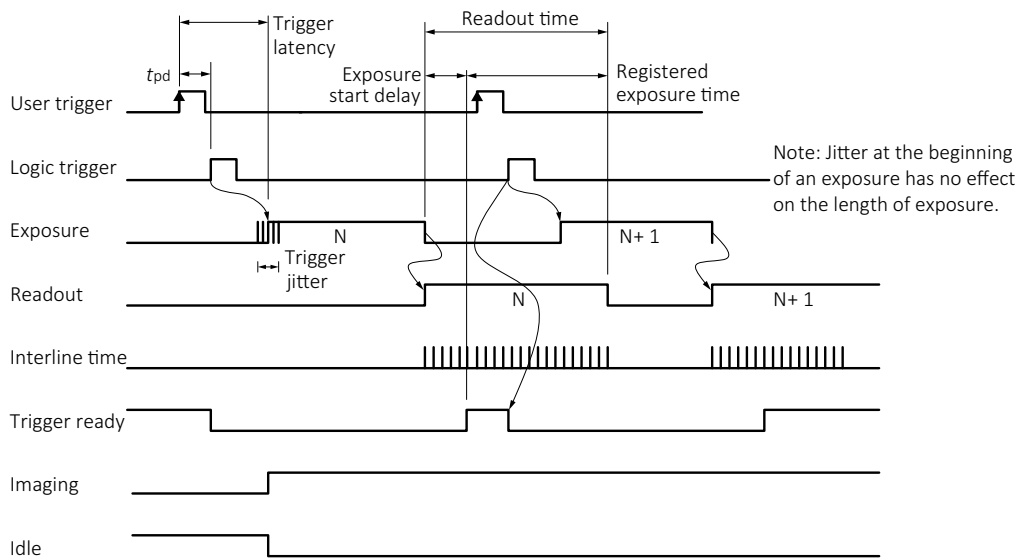 Trigger
latency
Readout time
tpd
Exposure
start delay
Registered
exposure time
User trigger
Logic trigger
Note: Jitter at the beginning
of an exposure has no effect
on the length of exposure.
Exposure
N
N+ 1
Trigger
jitter
Readout
N
N+ 1
Interline time
Trigger ready
Imaging
Idle